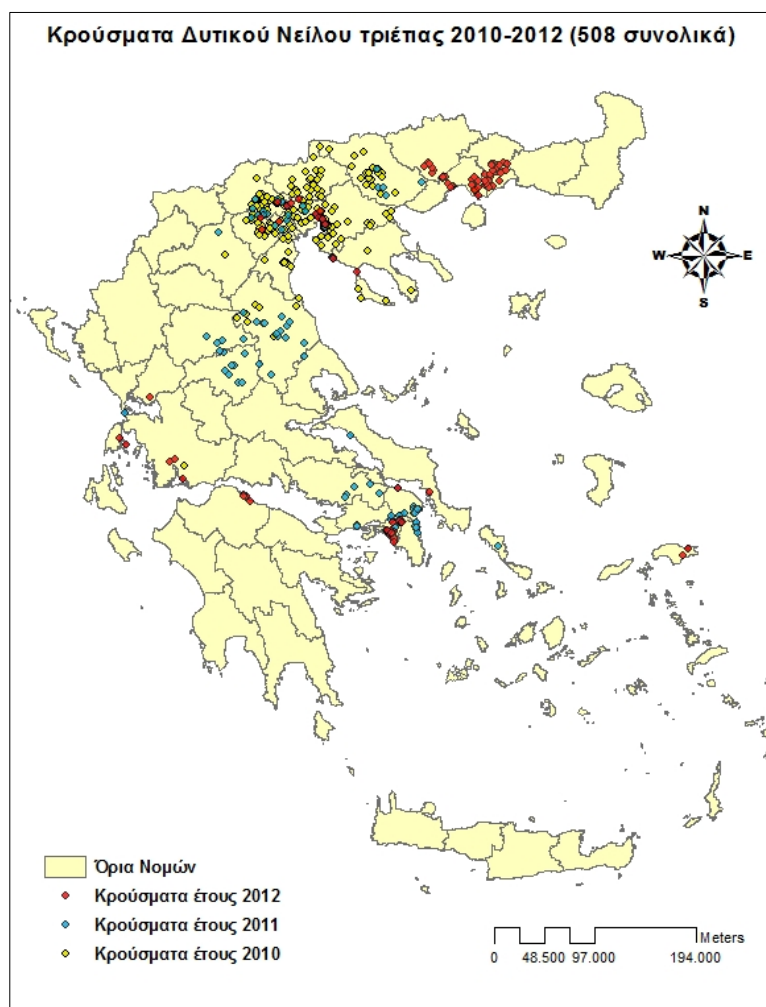 Κρούσματα Δυτικού Νείλου τριέπας 2010-2012 (508 συνολικά)
N
W E
S
Όρια Νομών
Κρούσματα έτους 2012
Κρούσματα έτους 2011
Κρούσματα έτους 2010
Meters
0 48.500 97.000 194.000